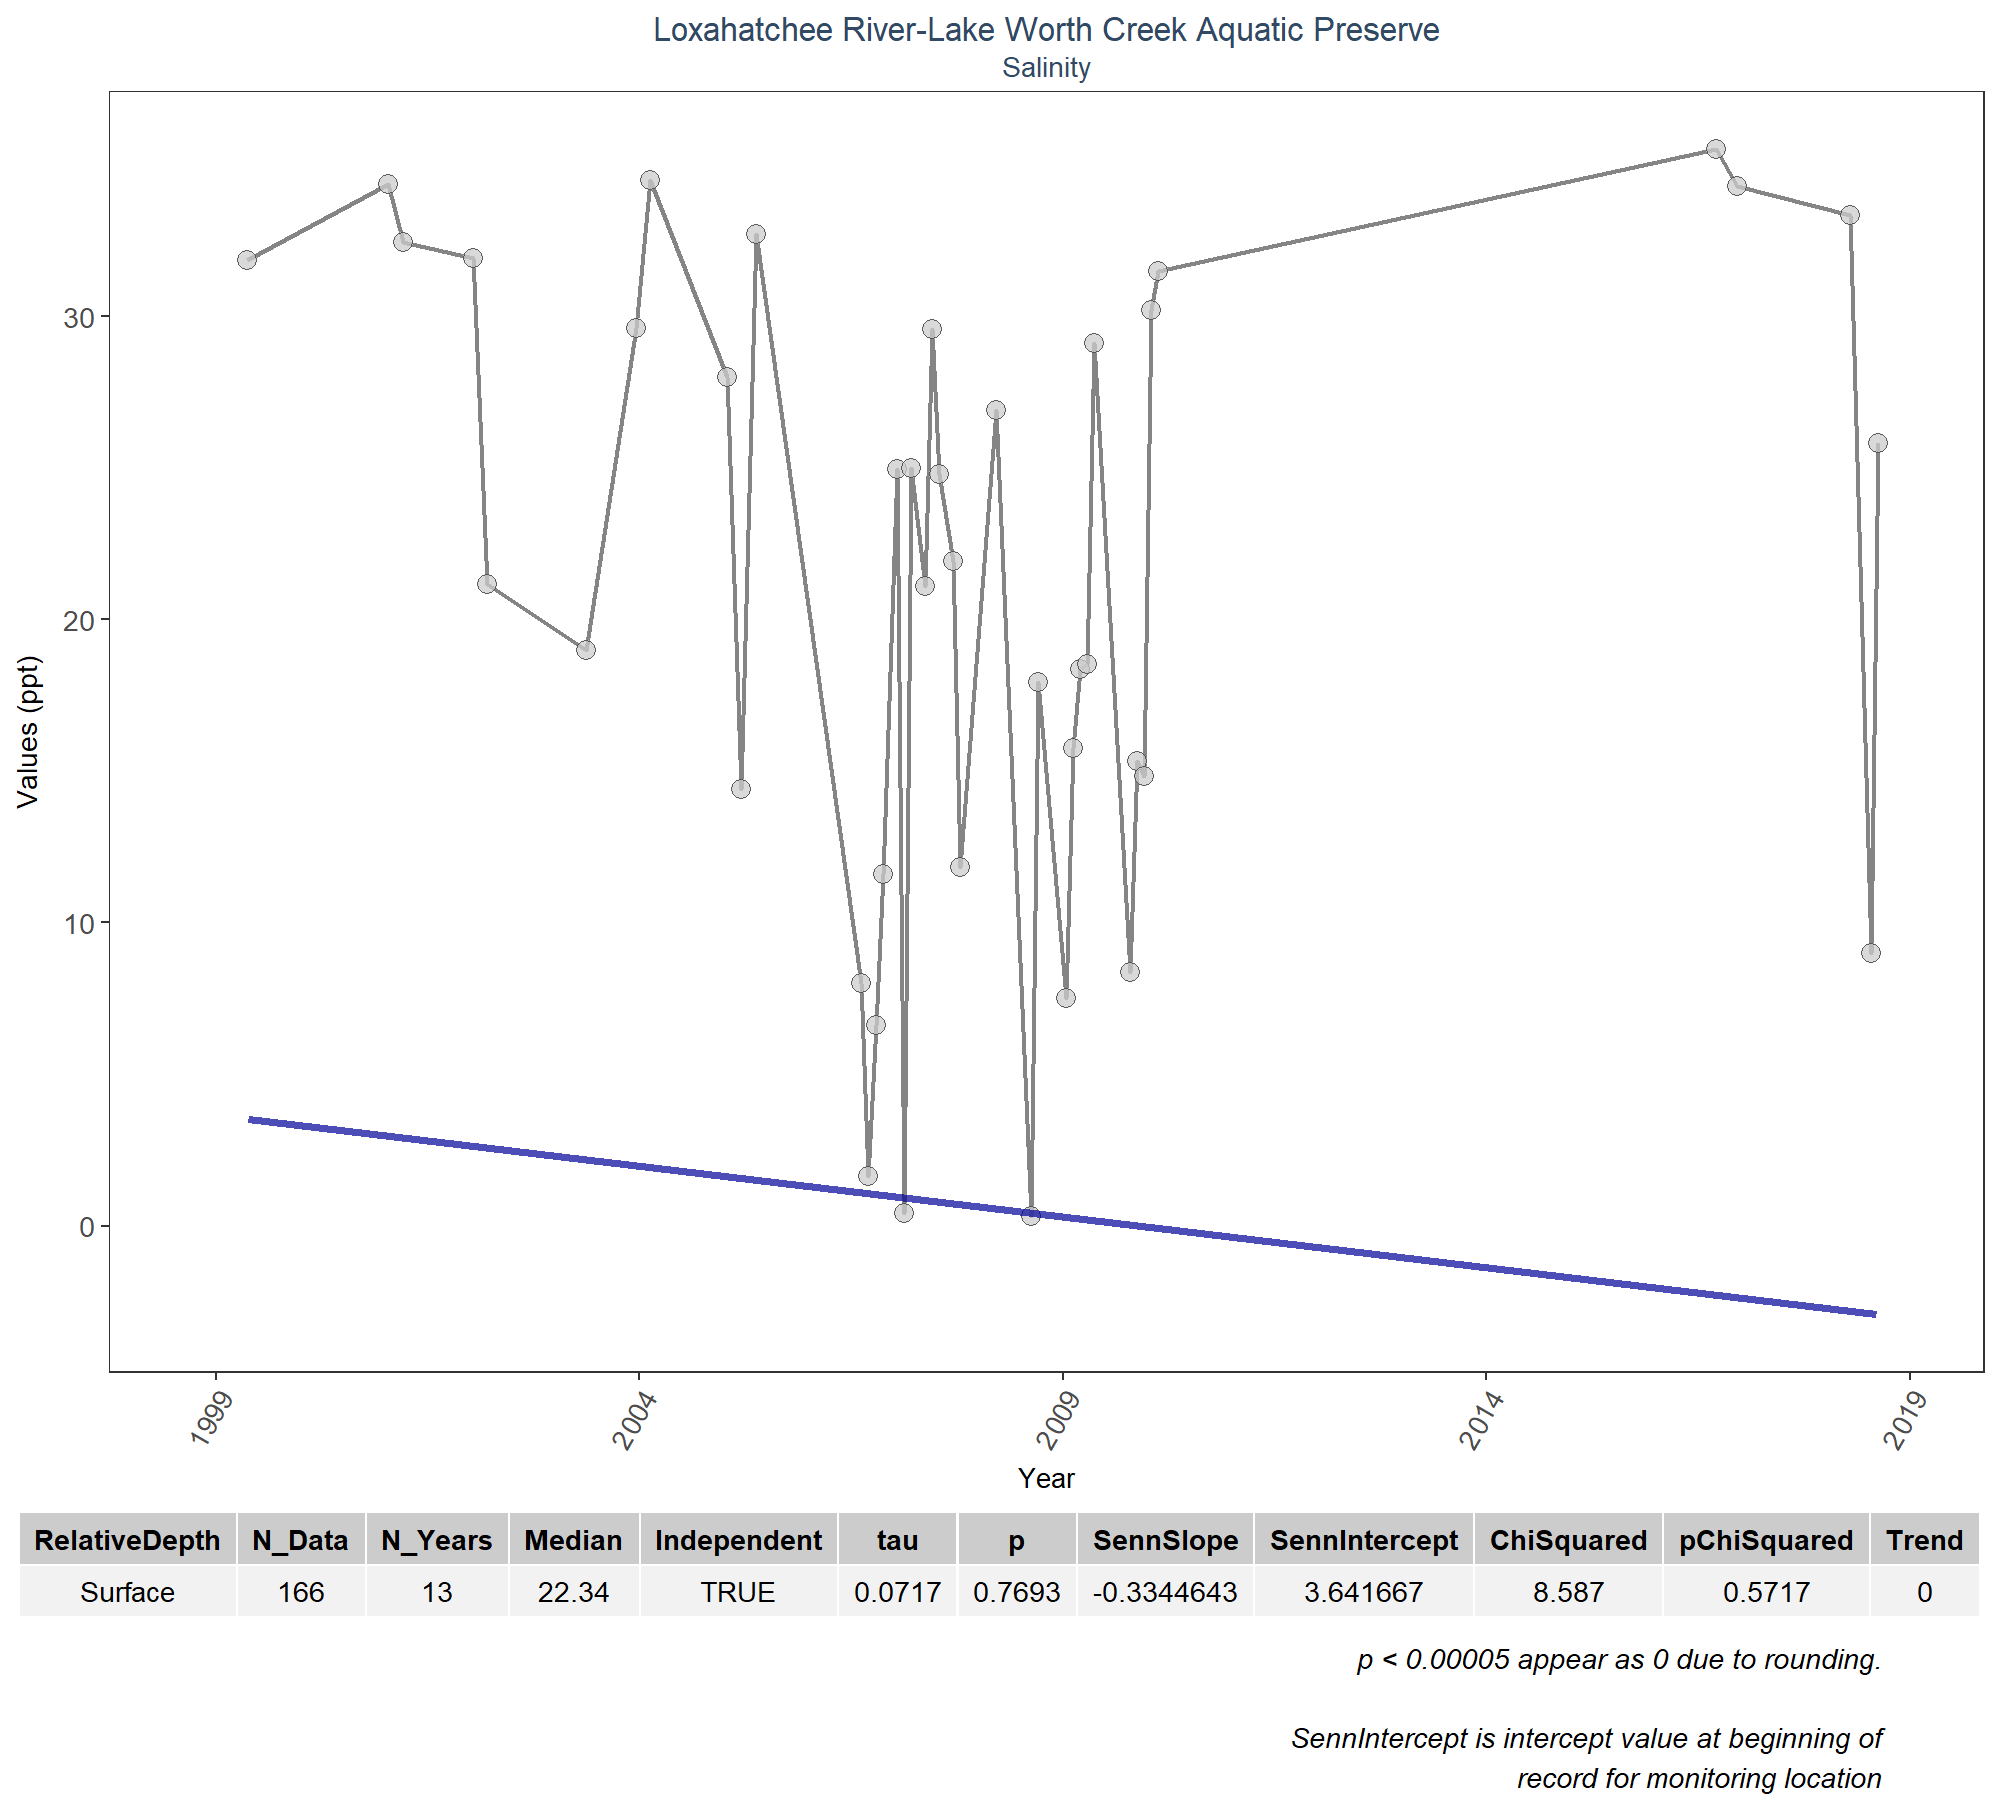 Loxahatchee River-Lake Worth Creek Aquatic Preserve
Salinity
Values (ppt)
30
20
10
0
1999
2004
2009
2014
2019
Year
RelativeDepth N_Data N_Years Median Independent tau p SennSlope SennIntercept ChiSquared pChiSquared Trend
Surface 166 13 22.34 TRUE 0.0717 0.7693 -0.3344643 3.641667 8.587 0.5717 0
p < 0.00005 appear as 0 due to rounding.
SennIntercept is intercept value at beginning of
record for monitoring location